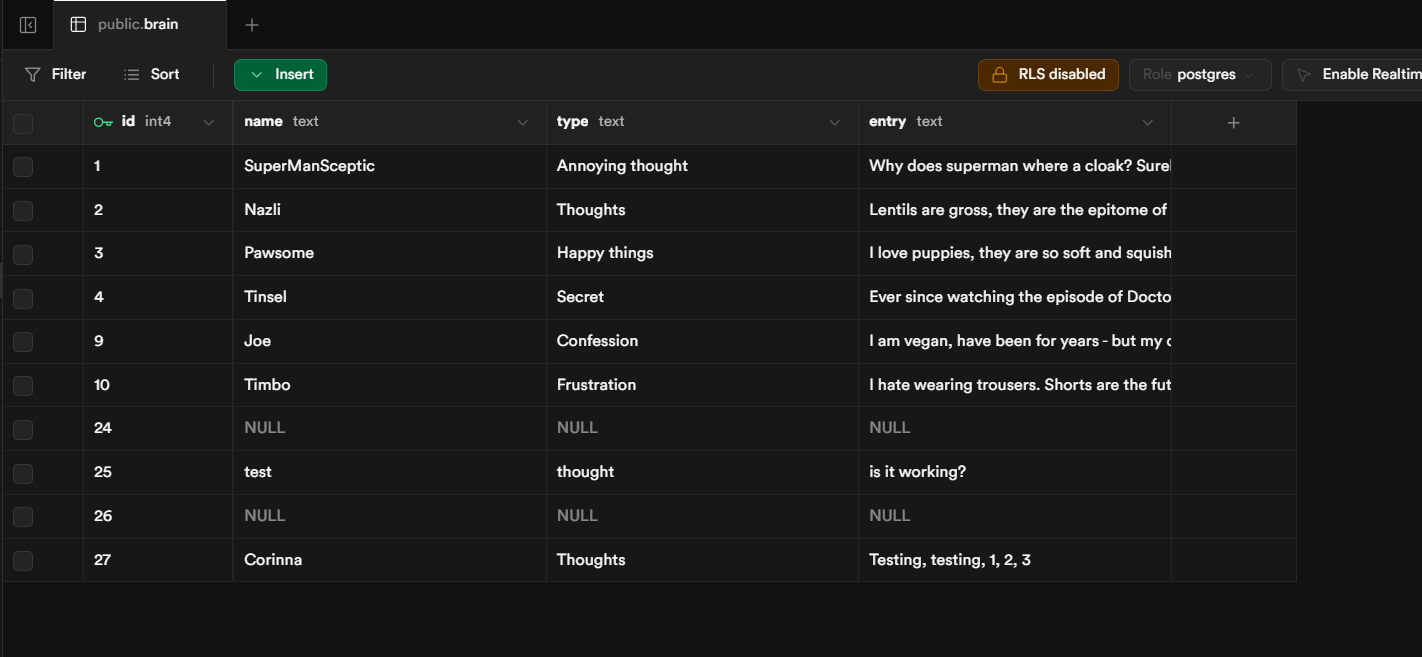 public.brain
Filter Sort Insert RLS disabled Role postgres Enable Realtim
id int4 name text type text entry text
1 SuperManSceptic Annoying thought Why does superman where a cloak? Surel
2 Nazli Thoughts Lentils are gross, they are the epitome of
3 Pawsome Happy things I love puppies, they are so soft and squish
4 Tinsel Secret Ever since watching the episode of Docto
9 Joe Confession I am vegan, have been for years - but my c
10 Timbo Frustration I hate wearing trousers. Shorts are the fut
24 NULL NULL NULL
25 test thought is it working?
26 NULL NULL NULL
27 Corinna Thoughts Testing, testing, 1, 2, 3